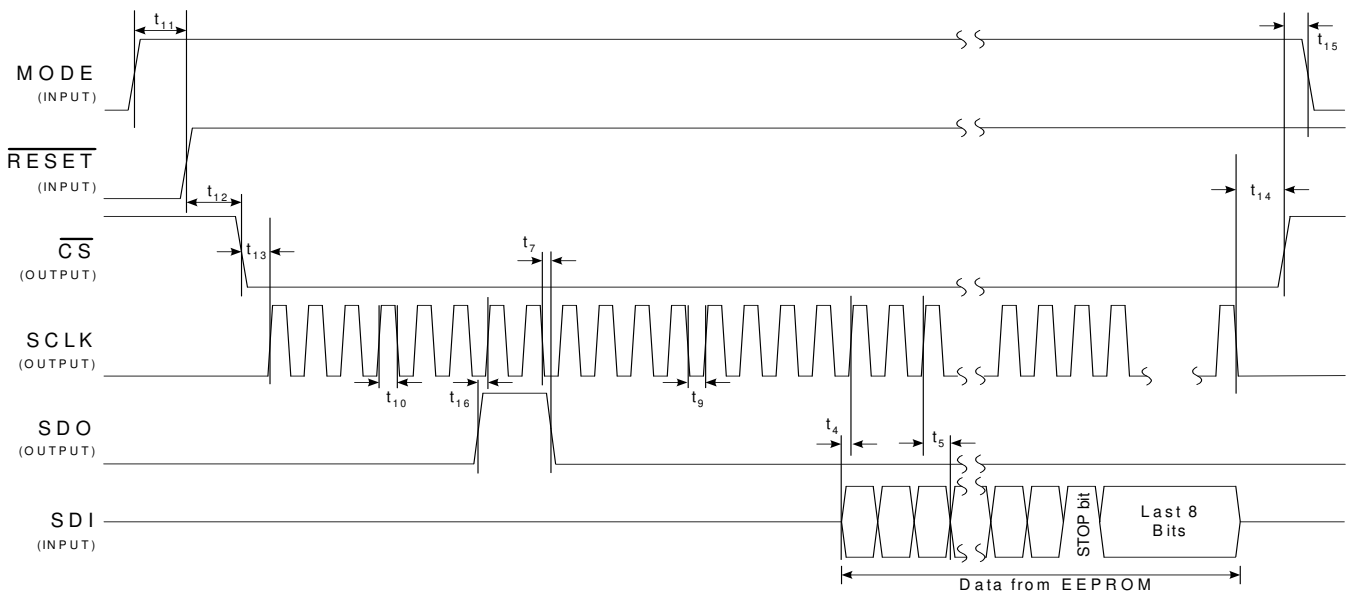 t11
t15
MODE
(INPUT)
RESET
(INPUT)
t12
t14
CS
(OUTPUT)
t13
t7
SCLK
(OUTPUT)
t10
t16
t9
SDO
(OUTPUT)
t4
t5
SDI
(INPUT)
STOP bit
Last 8
Bits
Data from EEPROM